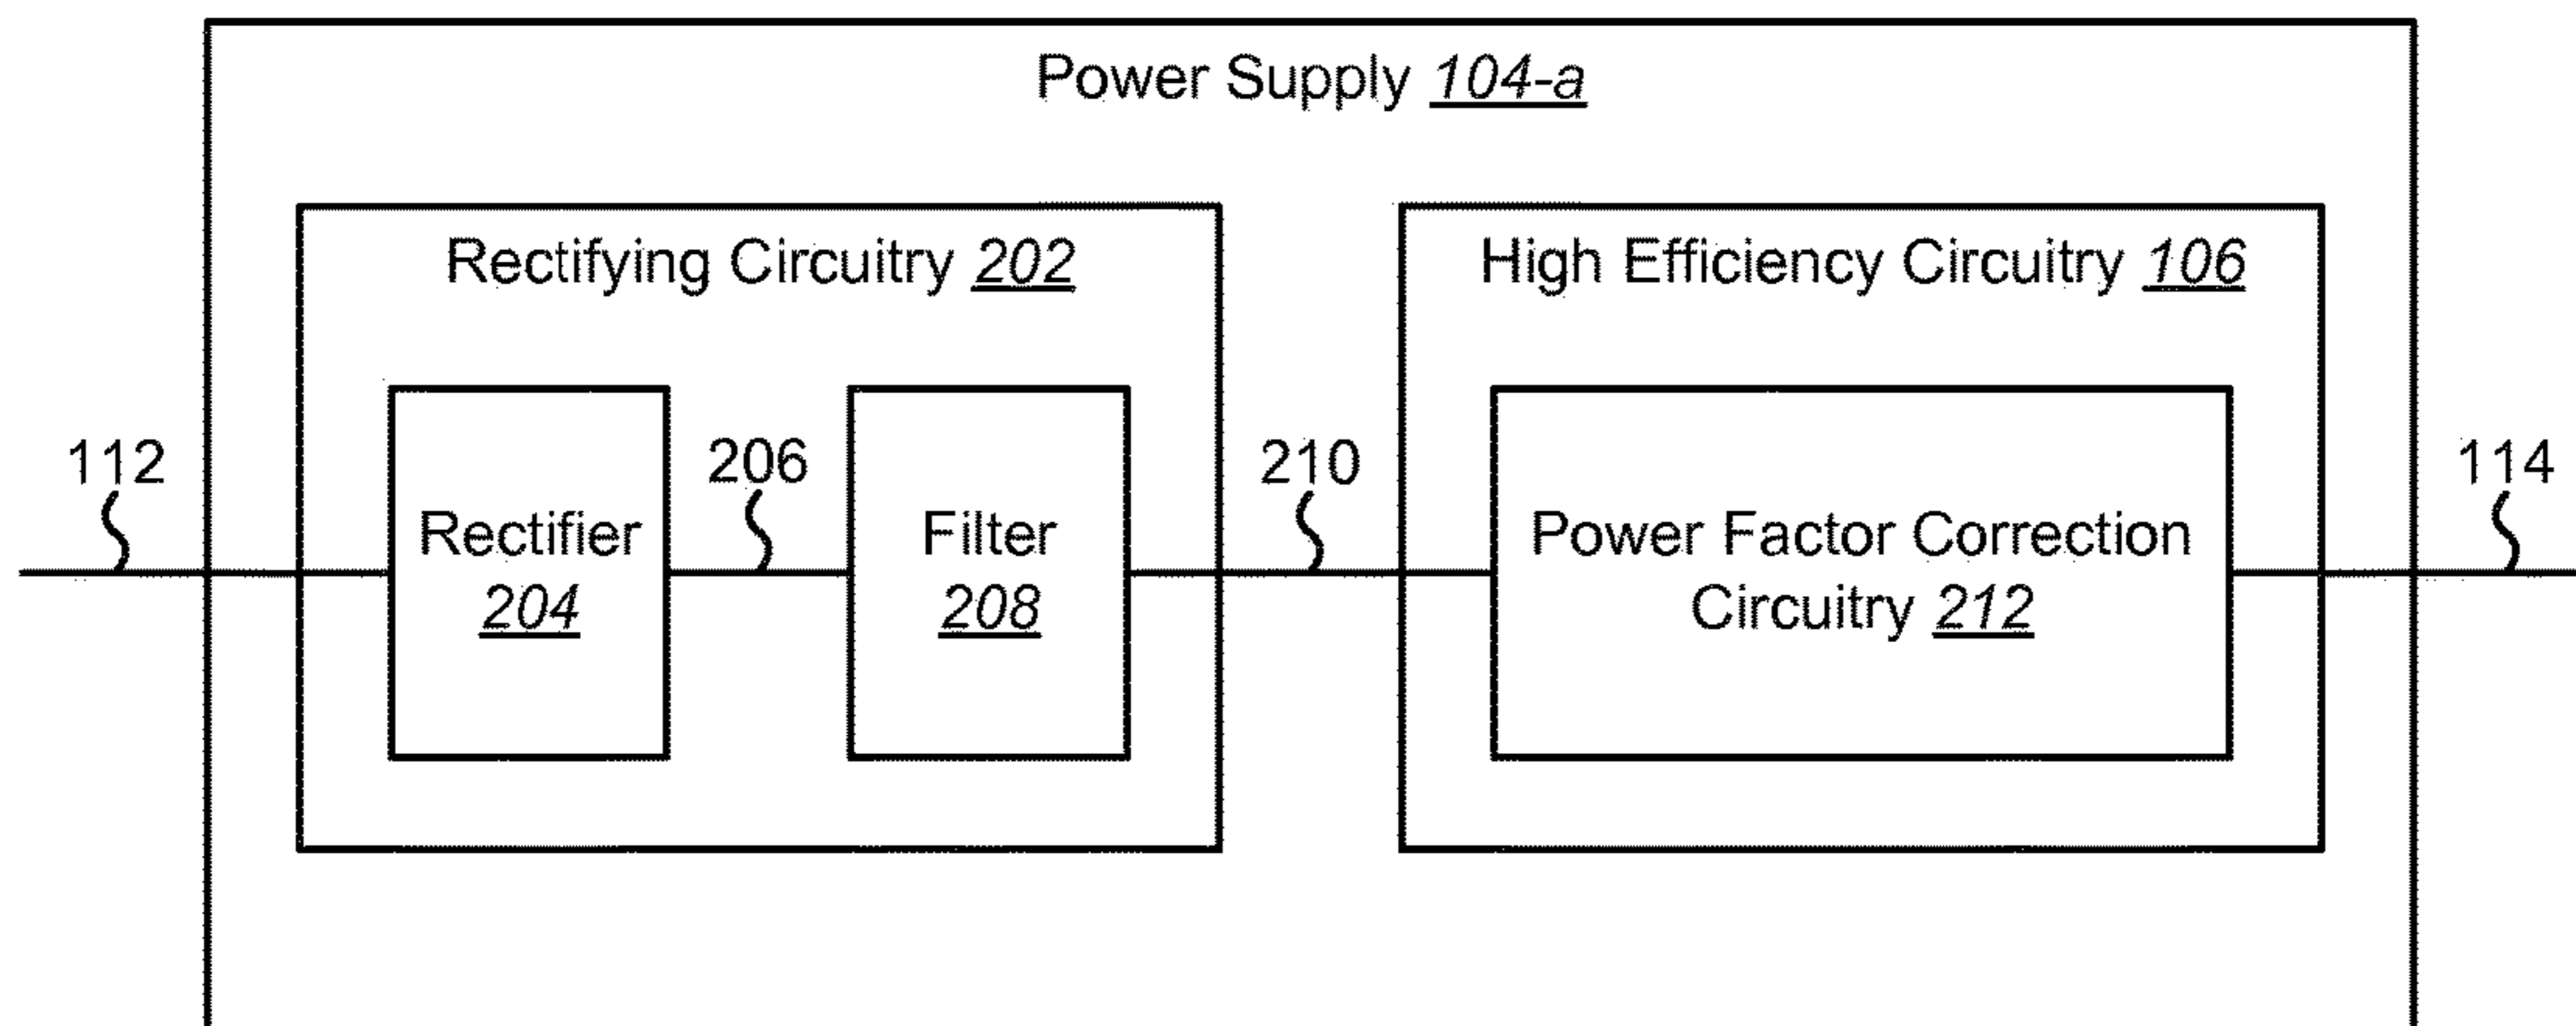 Power Supply 104-a
Rectifying Circuitry 202
High Efficiency Circuitry 106
112
206
210
114
Rectifier
204
Filter
208
Power Factor Correction
Circuitry 212